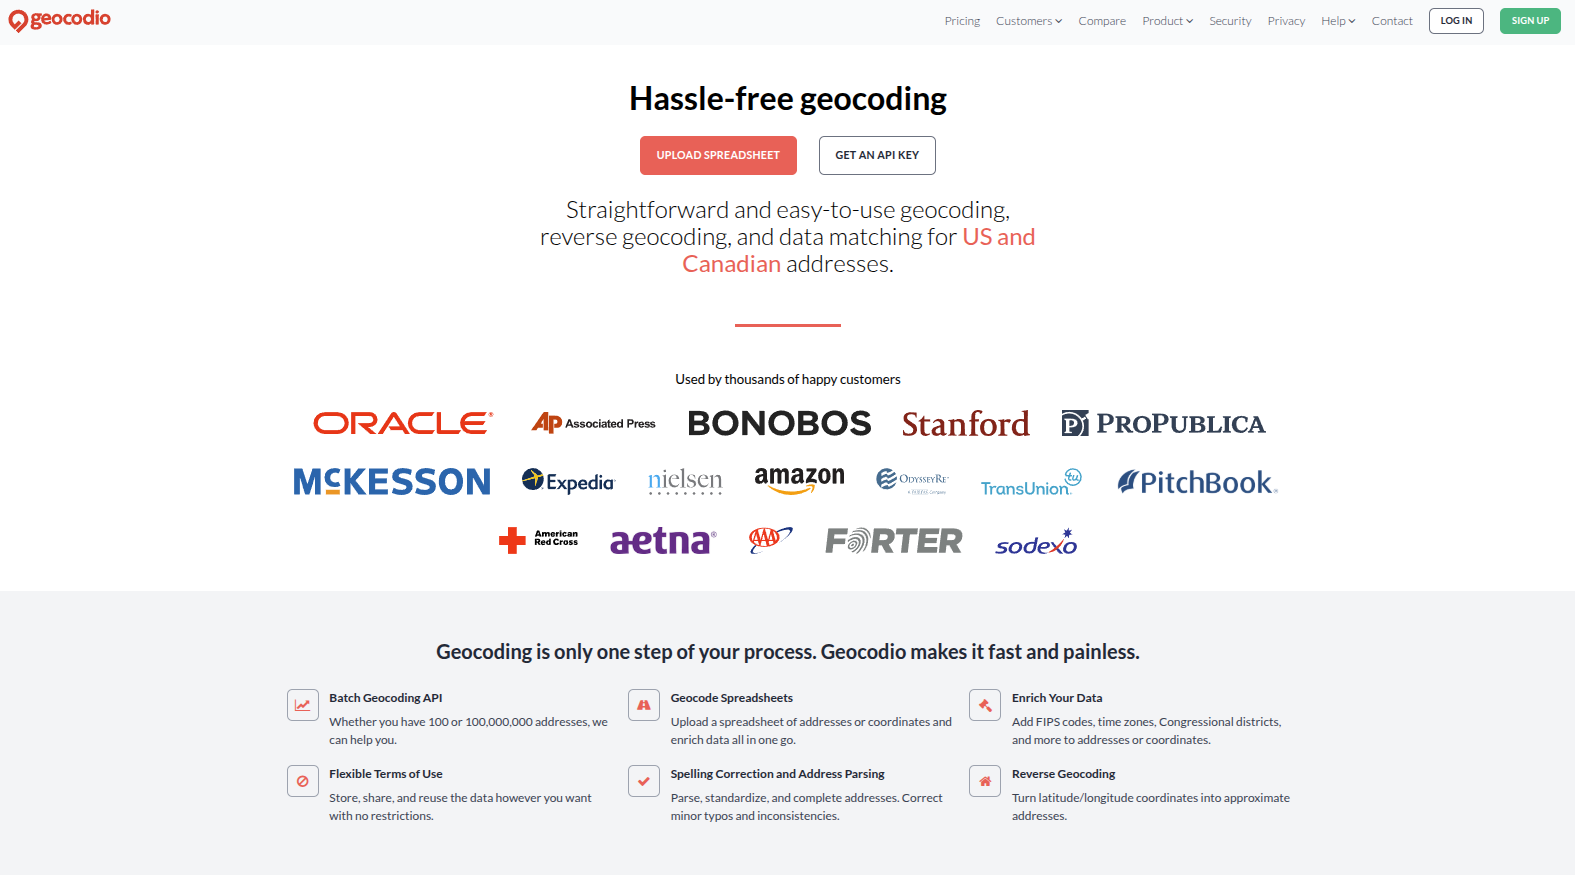 geocodio
Pricing Customers Compare Product Security Privacy Help Contact LOG IN SIGN UP
Hassle-free geocoding
UPLOAD SPREADSHEET GET AN API KEY
Straightforward and easy-to-use geocoding,
reverse geocoding, and data matching for US and
Canadian addresses.
Used by thousands of happy customers
ORACLE® AP Associated Press BONOBOS Stanford P ProPublica
McKESSON Expedia nielsen amazon OdysseyRe TransUnion tu PitchBook®
American
Red Cross
aetna® AAA FORTER sodexo
Geocoding is only one step of your process. Geocodio makes it fast and painless.
Batch Geocoding API
Whether you have 100 or 100,000,000 addresses, we
can help you.
Geocode Spreadsheets
Upload a spreadsheet of addresses or coordinates and
enrich data all in one go.
Enrich Your Data
Add FIPS codes, time zones, Congressional districts,
and more to addresses or coordinates.
Flexible Terms of Use
Store, share, and reuse the data however you want
with no restrictions.
Spelling Correction and Address Parsing
Parse, standardize, and complete addresses. Correct
minor typos and inconsistencies.
Reverse Geocoding
Turn latitude/longitude coordinates into approximate
addresses.